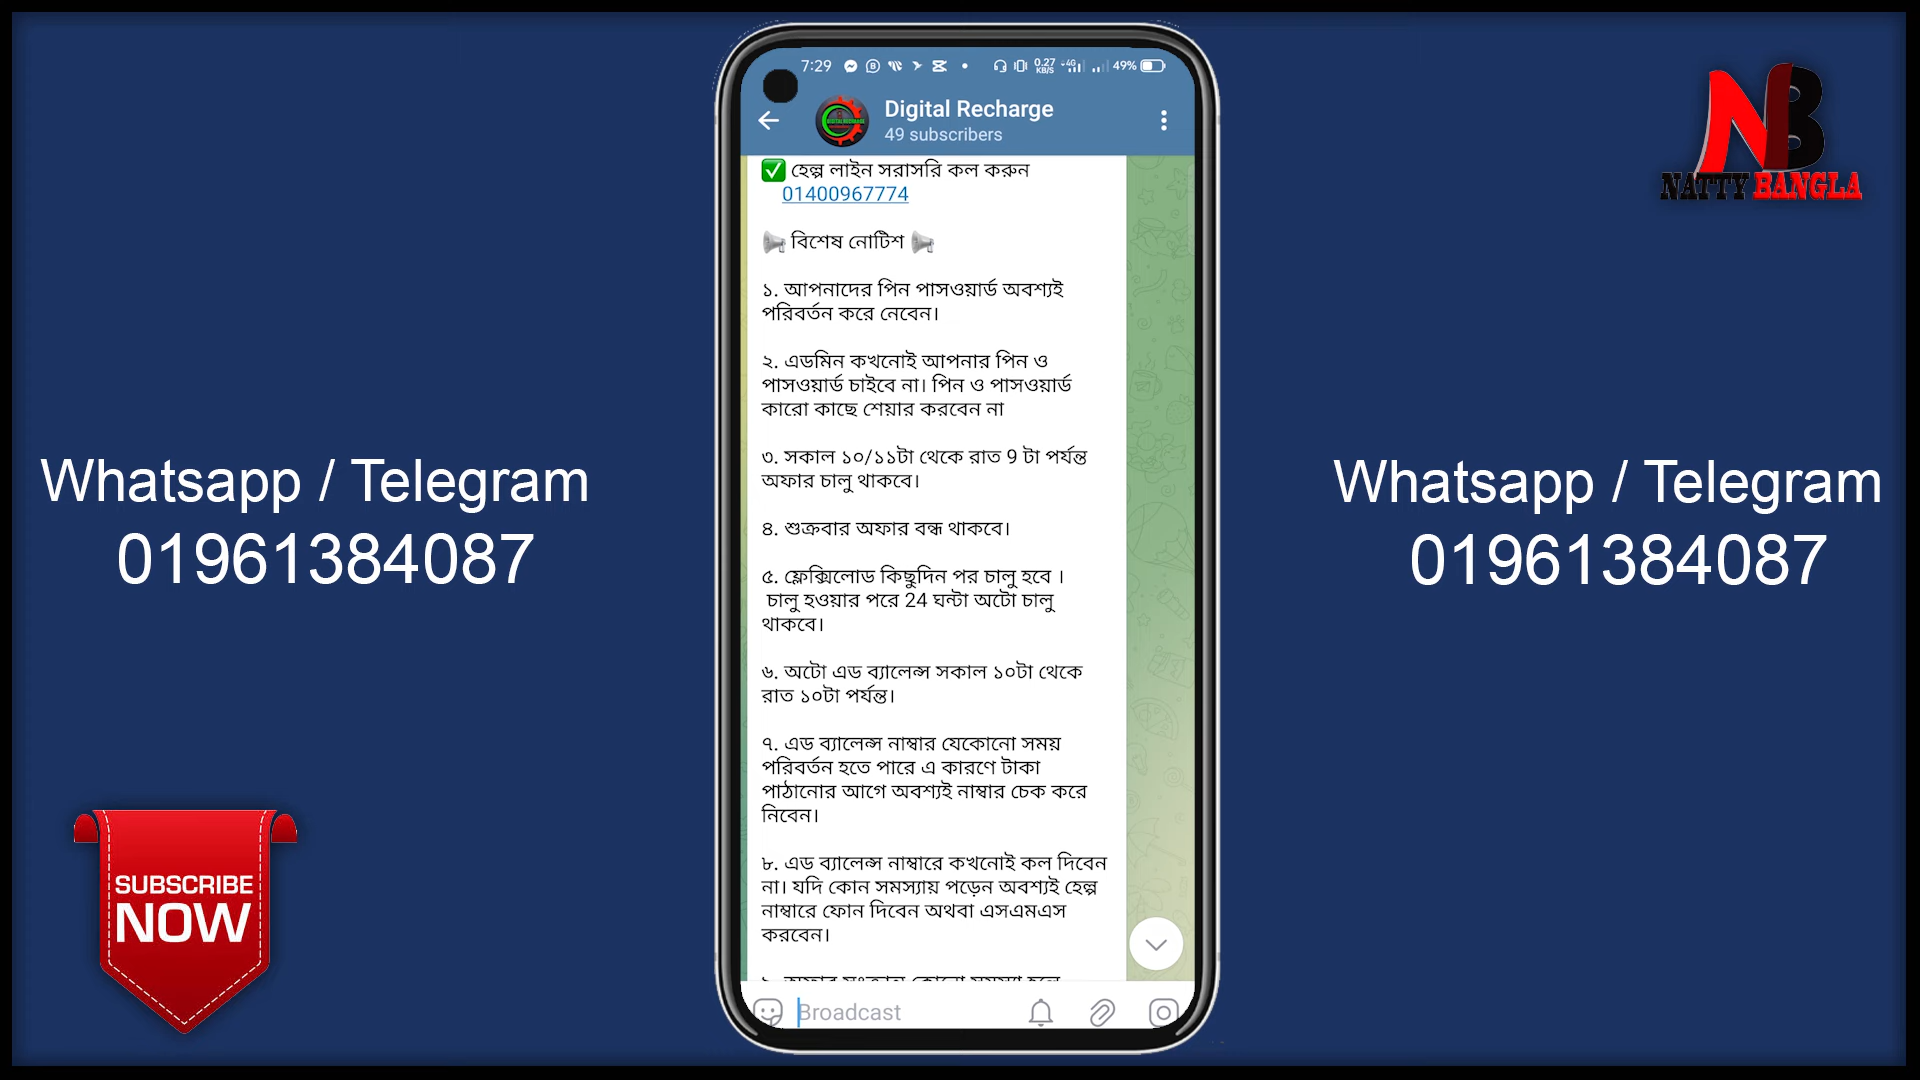 7:29
0.27 KB/S
4G
49%
Digital Recharge
49 subscribers
✅ হেল্প লাইন সরাসরি কল করুন
01400967774
📢 বিশেষ নোটিশ 📢
১. আপনাদের পিন পাসওয়ার্ড অবশ্যই
পরিবর্তন করে নেবেন।
২. এডমিন কখনোই আপনার পিন ও
পাসওয়ার্ড চাইবে না। পিন ও পাসওয়ার্ড
কারো কাছে শেয়ার করবেন না
৩. সকাল ১০/১১টা থেকে রাত 9 টা পর্যন্ত
অফার চালু থাকবে।
৪. শুক্রবার অফার বন্ধ থাকবে।
৫. ফ্লেক্সিলোড কিছুদিন পর চালু হবে ।
চালু হওয়ার পরে 24 ঘন্টা অটো চালু
থাকবে।
৬. অটো এড ব্যালেন্স সকাল ১০টা থেকে
রাত ১০টা পর্যন্ত।
৭. এড ব্যালেন্স নাম্বার যেকোনো সময়
পরিবর্তন হতে পারে এ কারণে টাকা
পাঠানোর আগে অবশ্যই নাম্বার চেক করে
নিবেন।
৮. এড ব্যালেন্স নাম্বারে কখনোই কল দিবেন
না। যদি কোন সমস্যায় পড়েন অবশ্যই হেল্প
নাম্বারে ফোন দিবেন অথবা এসএমএস
করবেন।
Broadcast
Whatsapp / Telegram
01961384087
Whatsapp / Telegram
01961384087
NB
NATTY BANGLA
SUBSCRIBE
NOW